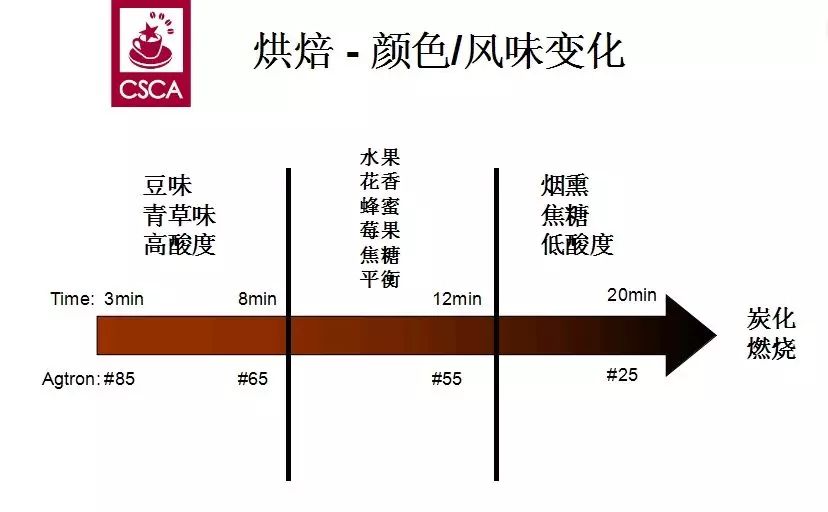 CSCA
烘焙 - 颜色/风味变化
豆味
青草味
高酸度
水果
花香
蜂蜜
莓果
焦糖
平衡
烟熏
焦糖
低酸度
Time: 3min 8min 12min 20min
炭化
燃烧
Agtron: #85 #65 #55 #25